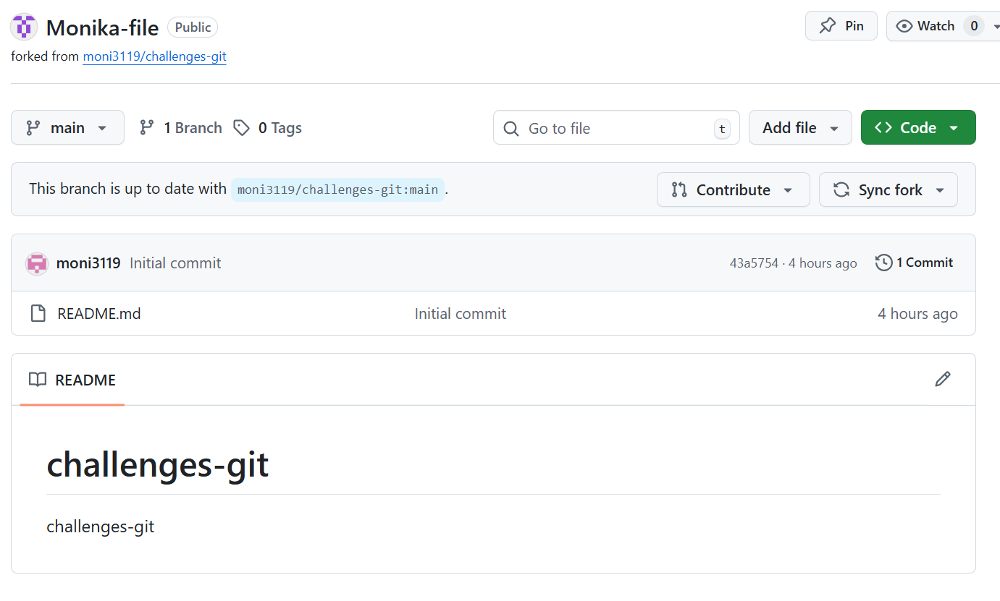 Monika-file Public Pin Watch 0
forked from moni3119/challenges-git
main 1 Branch 0 Tags Go to file t Add file <> Code
This branch is up to date with moni3119/challenges-git:main . Contribute Sync fork
moni3119 Initial commit 43a5754 · 4 hours ago 1 Commit
README.md Initial commit 4 hours ago
README
challenges-git
challenges-git